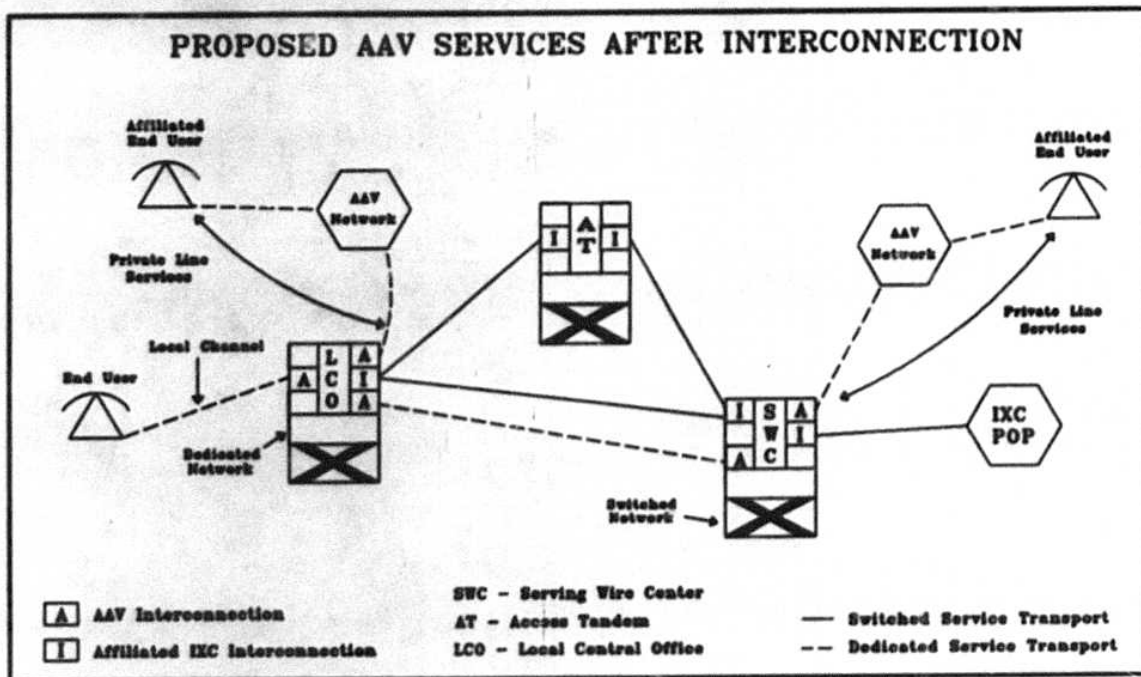 PROPOSED AAV SERVICES AFTER INTERCONNECTION
Affiliated
End User
AAV
Network
Private Line
Services
Local Channel
End User
A
L
C
O
A
I
A
Dedicated
Network
I
A
T
I
I
A
S
W
C
A
I
Switched
Network
AAV
Network
Affiliated
End User
Private Line
Services
IXC
POP
A AAV Interconnection
I Affiliated IXC Interconnection
SWC - Serving Wire Center
AT - Access Tandem
LCO - Local Central Office
Switched Service Transport
Dedicated Service Transport